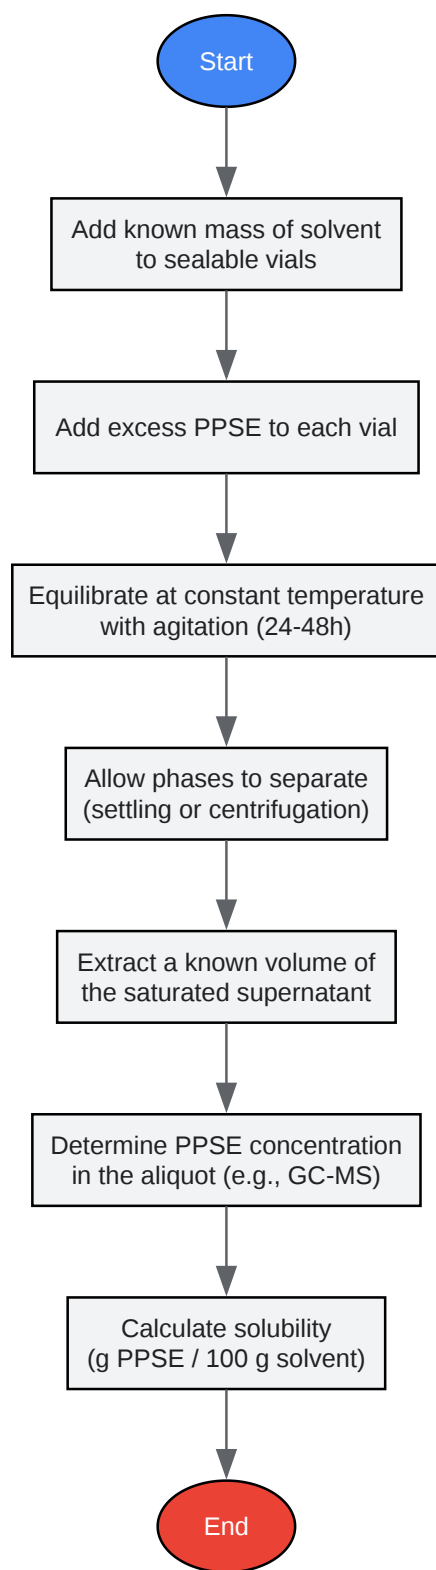 Start
Add known mass of solvent
to sealable vials
Add excess PPSE to each vial
Equilibrate at constant temperature
with agitation (24-48h)
Allow phases to separate
(settling or centrifugation)
Extract a known volume of
the saturated supernatant
Determine PPSE concentration
in the aliquot (e.g., GC-MS)
Calculate solubility
(g PPSE / 100 g solvent)
End